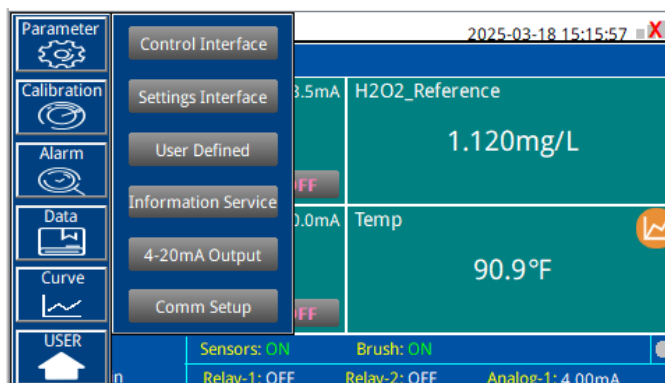 Parameter
Calibration
Alarm
Data
Curve
USER
Control Interface
Settings Interface
User Defined
Information Service
4-20mA Output
Comm Setup
2025-03-18 15:15:57
X
3.5mA H2O2_Reference
1.120mg/L
FF
0.0mA Temp
90.9°F
FF
Sensors: ON Brush: ON
Relay-1: OFF Relay-2: OFF Analog-1: 4.00mA